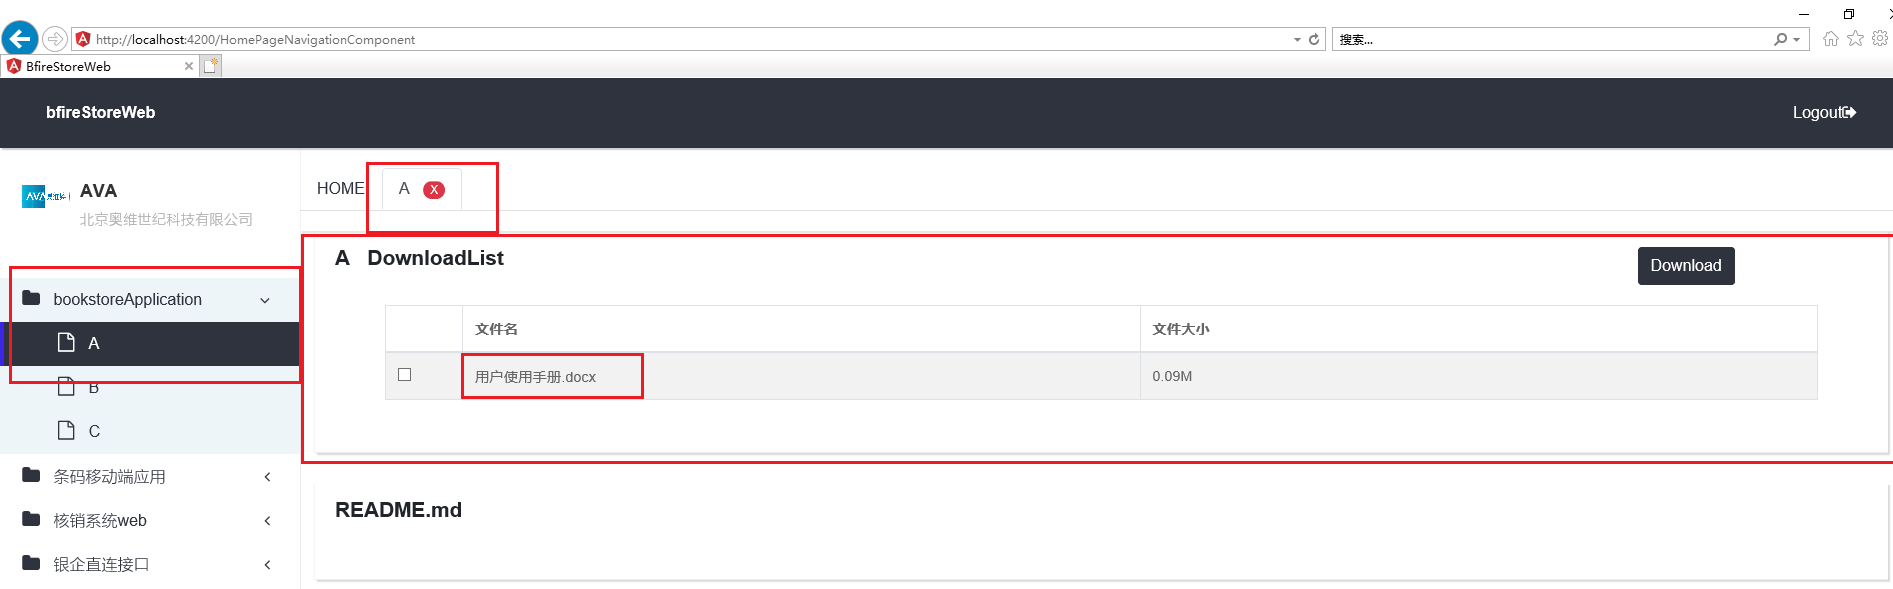 http://localhost:4200/HomePageNavigationComponent
搜索...
BfireStoreWeb
bfireStoreWeb
Logout
AVA
AVA
北京奥维世纪科技有限公司
bookstoreApplication
A
B
C
条码移动端应用
核销系统web
银企直连接口
HOME
A X
A DownloadList
Download
文件名 文件大小
用户使用手册.docx 0.09M
README.md